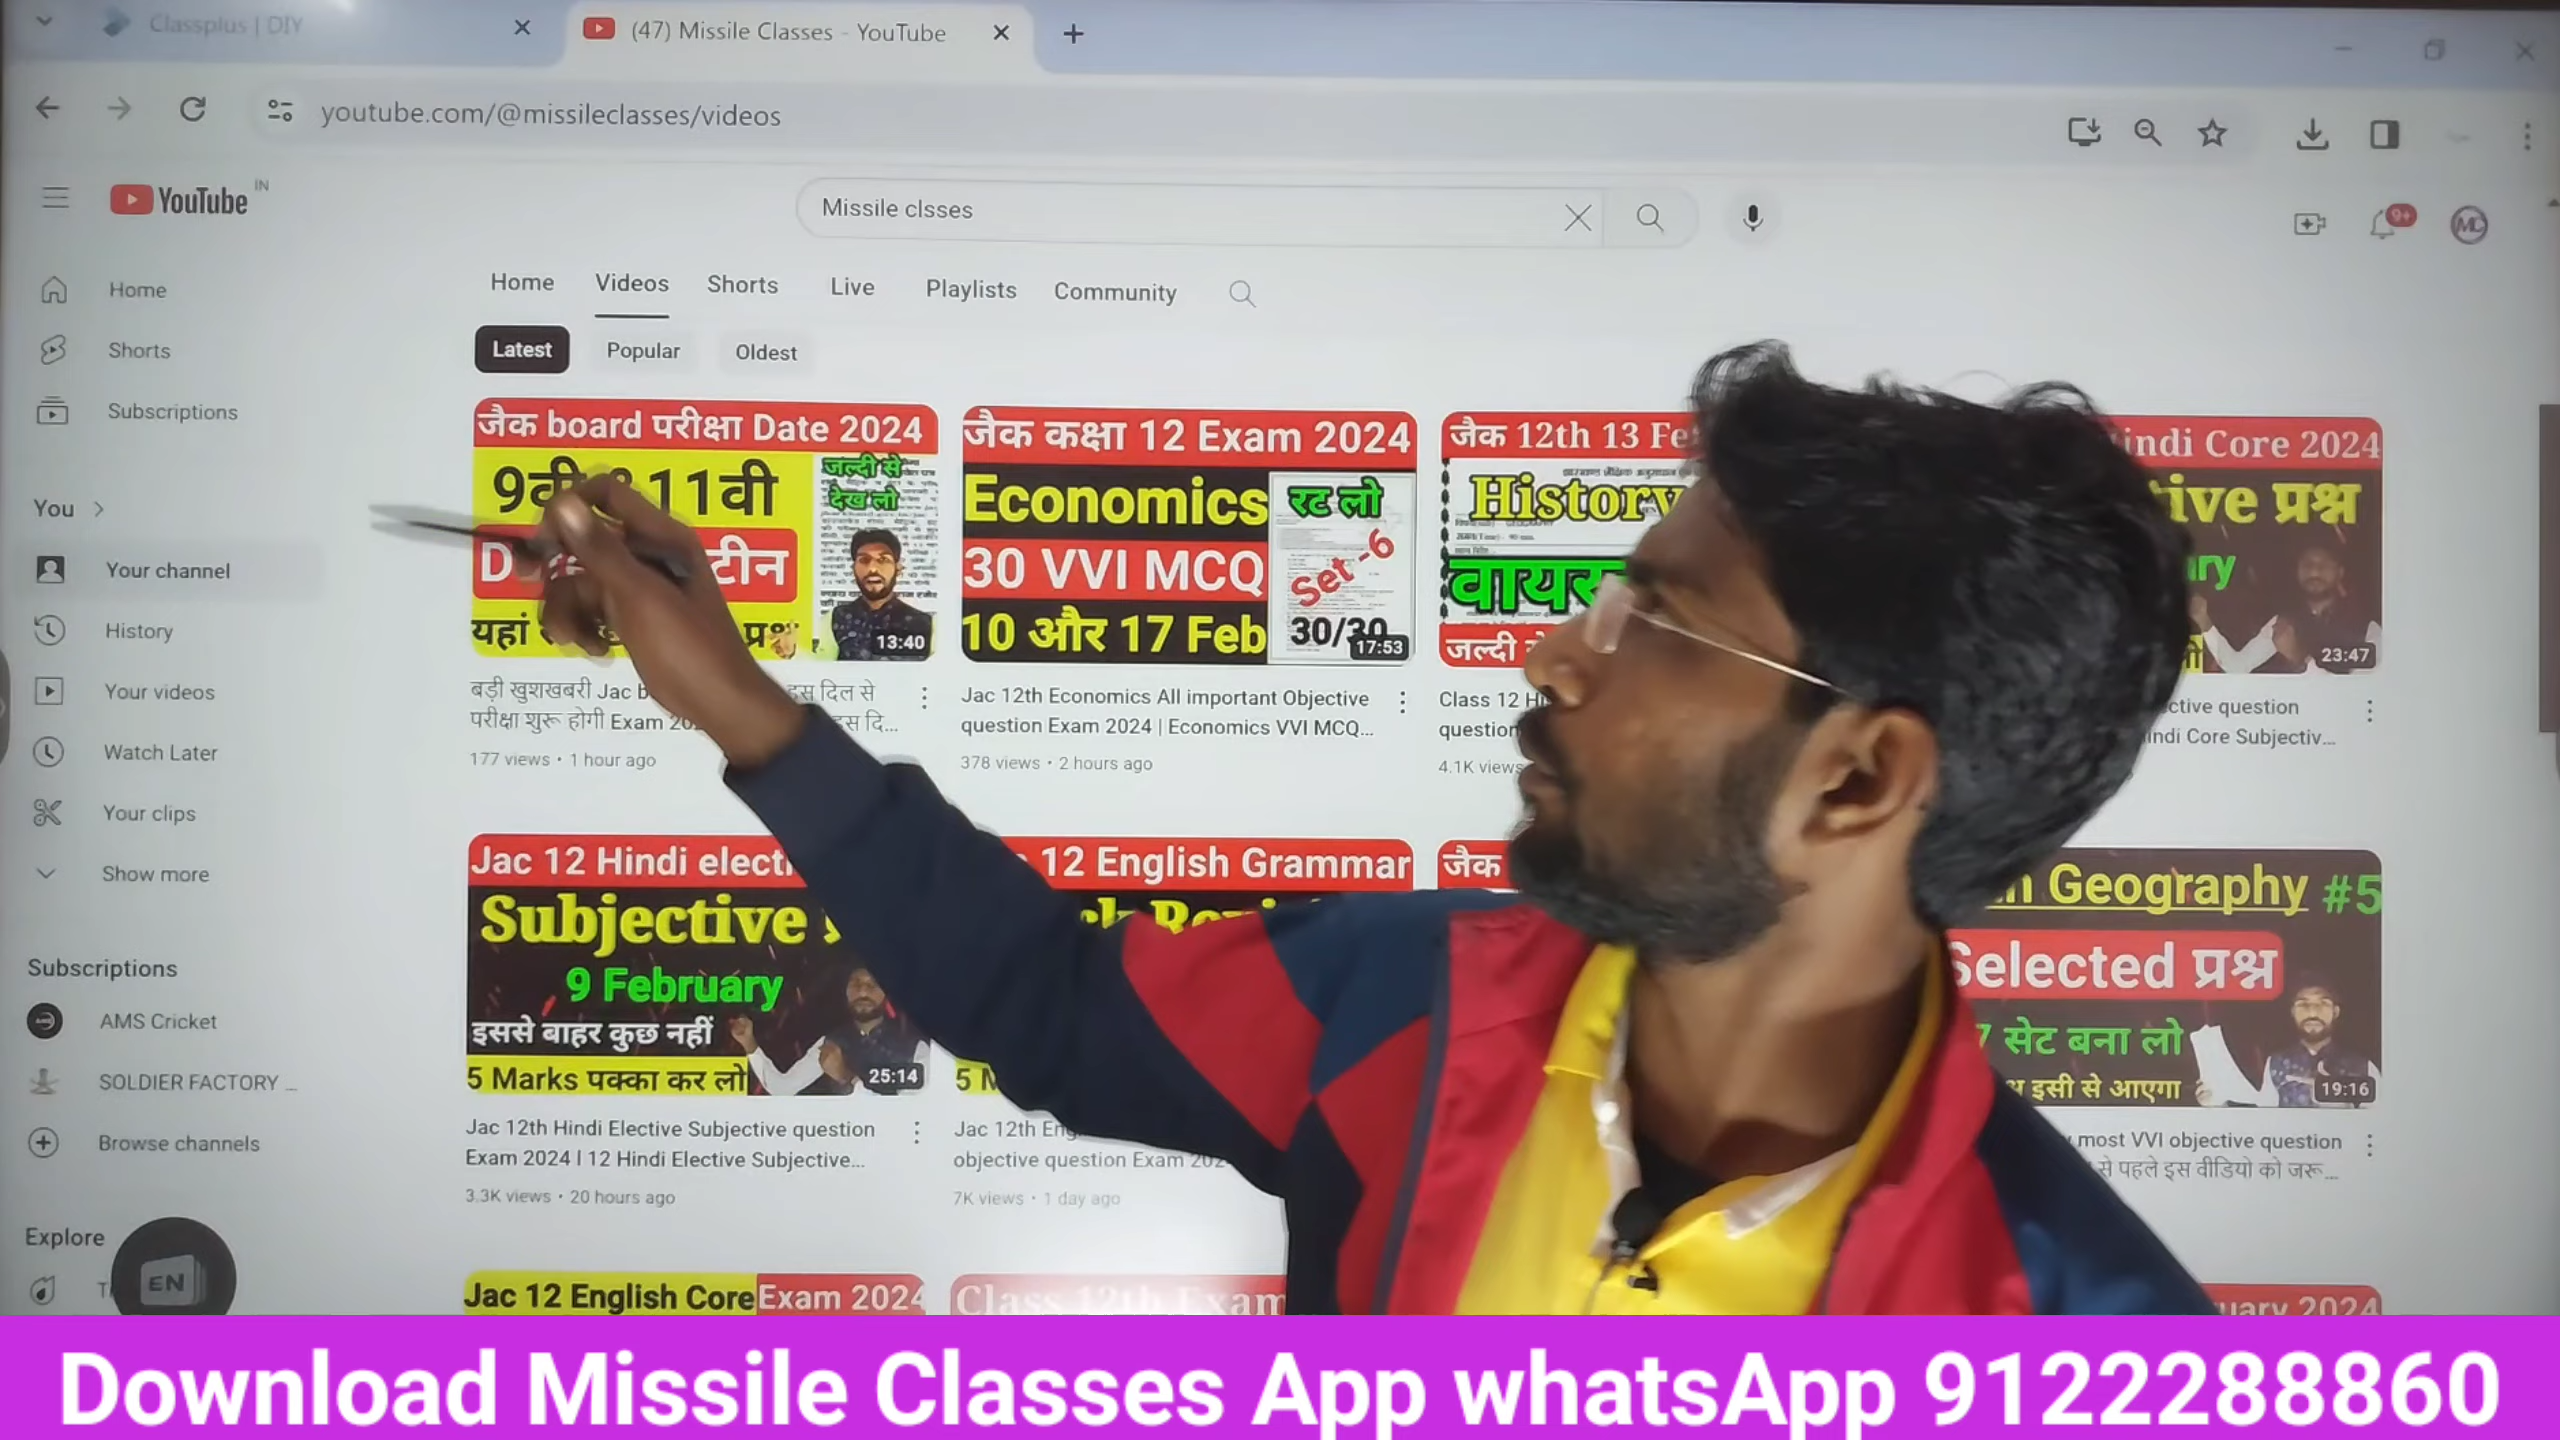 Classplus | DIY
(47) Missile Classes - YouTube
youtube.com/@missileclasses/videos
YouTube IN
Missile clsses
9+
Home
Shorts
Subscriptions
You
Your channel
History
Your videos
Watch Later
Your clips
Show more
Subscriptions
AMS Cricket
SOLDIER FACTORY ...
Browse channels
Explore
EN
Home Videos Shorts Live Playlists Community
Latest Popular Oldest
जैक board परीक्षा Date 2024
11वी
जल्दी से
देख लो
टीन
यहां
13:40
बड़ी खुशखबरी Jac
इस दिल से
परीक्षा शुरू होगी Exam
177 views • 1 hour ago
जैक कक्षा 12 Exam 2024
Economics
रट लो
30 VVI MCQ
Set-6
10 और 17 Feb
30/30
17:53
Jac 12th Economics All important Objective
question Exam 2024 | Economics VVI MCQ...
378 views • 2 hours ago
जैक 12th 13
History
जल्दी
Class 12
question
4.1K views
Core 2024
प्रश्न
23:47
question
Core Subjectiv...
Jac 12 Hindi
Subjective
9 February
इससे बाहर कुछ नहीं
5 Marks पक्का कर लो
25:14
Jac 12th Hindi Elective Subjective question
Exam 2024 l 12 Hindi Elective Subjective...
3.3K views • 20 hours ago
12 English Grammar
5
Jac 12th
objective question Exam
7K views • 1 day ago
जैक
Geography #5
Selected प्रश्न
7 सेट बना लो
इसी से आएगा
19:16
most VVI objective question
से पहले इस वीडियो को जरू...
Jac 12 English Core Exam 2024
Class 12th Exam
2024
Download Missile Classes App whatsApp 9122288860